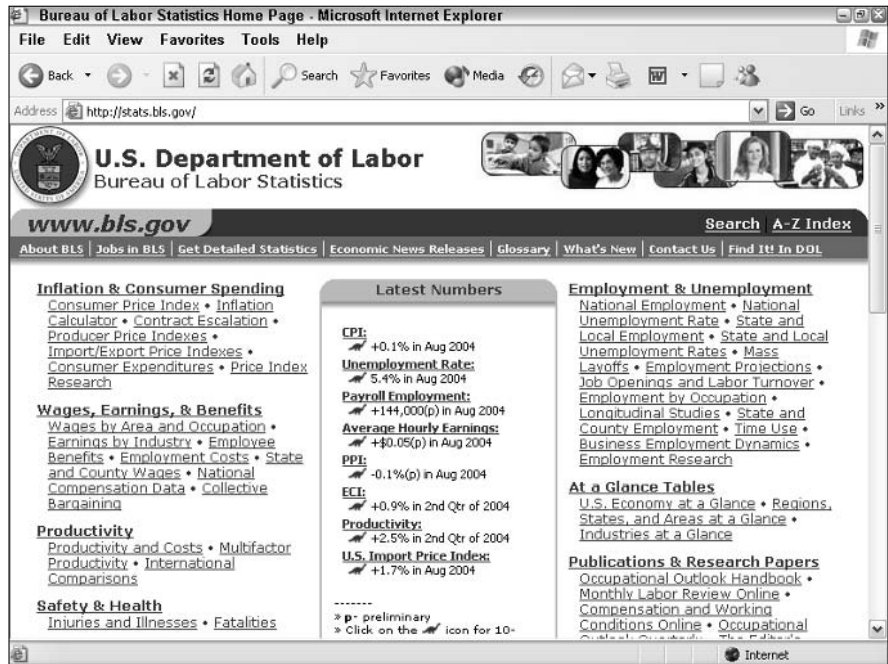 Bureau of Labor Statistics Home Page - Microsoft Internet Explorer
File Edit View Favorites Tools Help
Back Search Favorites Media
Address http://stats.bls.gov/ Go Links »
U.S. Department of Labor
Bureau of Labor Statistics
www.bls.gov
Search | A-Z Index
About BLS | Jobs in BLS | Get Detailed Statistics | Economic News Releases | Glossary | What's New | Contact Us | Find It! In DOL
Inflation & Consumer Spending
Consumer Price Index • Inflation
Calculator • Contract Escalation •
Producer Price Indexes •
Import/Export Price Indexes •
Consumer Expenditures • Price Index
Research
Wages, Earnings, & Benefits
Wages by Area and Occupation •
Earnings by Industry • Employee
Benefits • Employment Costs • State
and County Wages • National
Compensation Data • Collective
Bargaining
Productivity
Productivity and Costs • Multifactor
Productivity • International
Comparisons
Safety & Health
Injuries and Illnesses • Fatalities
Latest Numbers
CPI:
+0.1% in Aug 2004
Unemployment Rate:
5.4% in Aug 2004
Payroll Employment:
+144,000(p) in Aug 2004
Average Hourly Earnings:
+$0.05(p) in Aug 2004
PPI:
-0.1%(p) in Aug 2004
ECI:
+0.9% in 2nd Qtr of 2004
Productivity:
+2.5% in 2nd Qtr of 2004
U.S. Import Price Index:
+1.7% in Aug 2004
-------
» p- preliminary
» Click on the icon for 10-
Employment & Unemployment
National Employment • National
Unemployment Rate • State and
Local Employment • State and Local
Unemployment Rates • Mass
Layoffs • Employment Projections •
Job Openings and Labor Turnover •
Employment by Occupation •
Longitudinal Studies • State and
County Employment • Time Use •
Business Employment Dynamics •
Employment Research
At a Glance Tables
U.S. Economy at a Glance • Regions,
States, and Areas at a Glance •
Industries at a Glance
Publications & Research Papers
Occupational Outlook Handbook •
Monthly Labor Review Online •
Compensation and Working
Conditions Online • Occupational
Outlook Quarterly • The Editor's
Internet